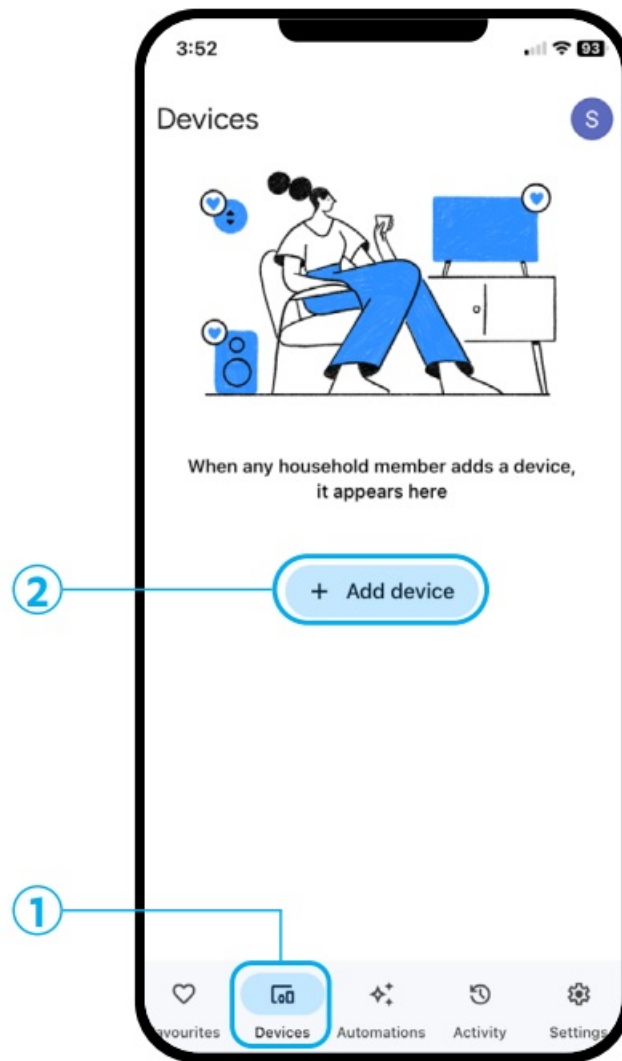 3:52
93
Devices
S
When any household member adds a device,
it appears here
2
+ Add device
1
avourites Devices Automations Activity Settings